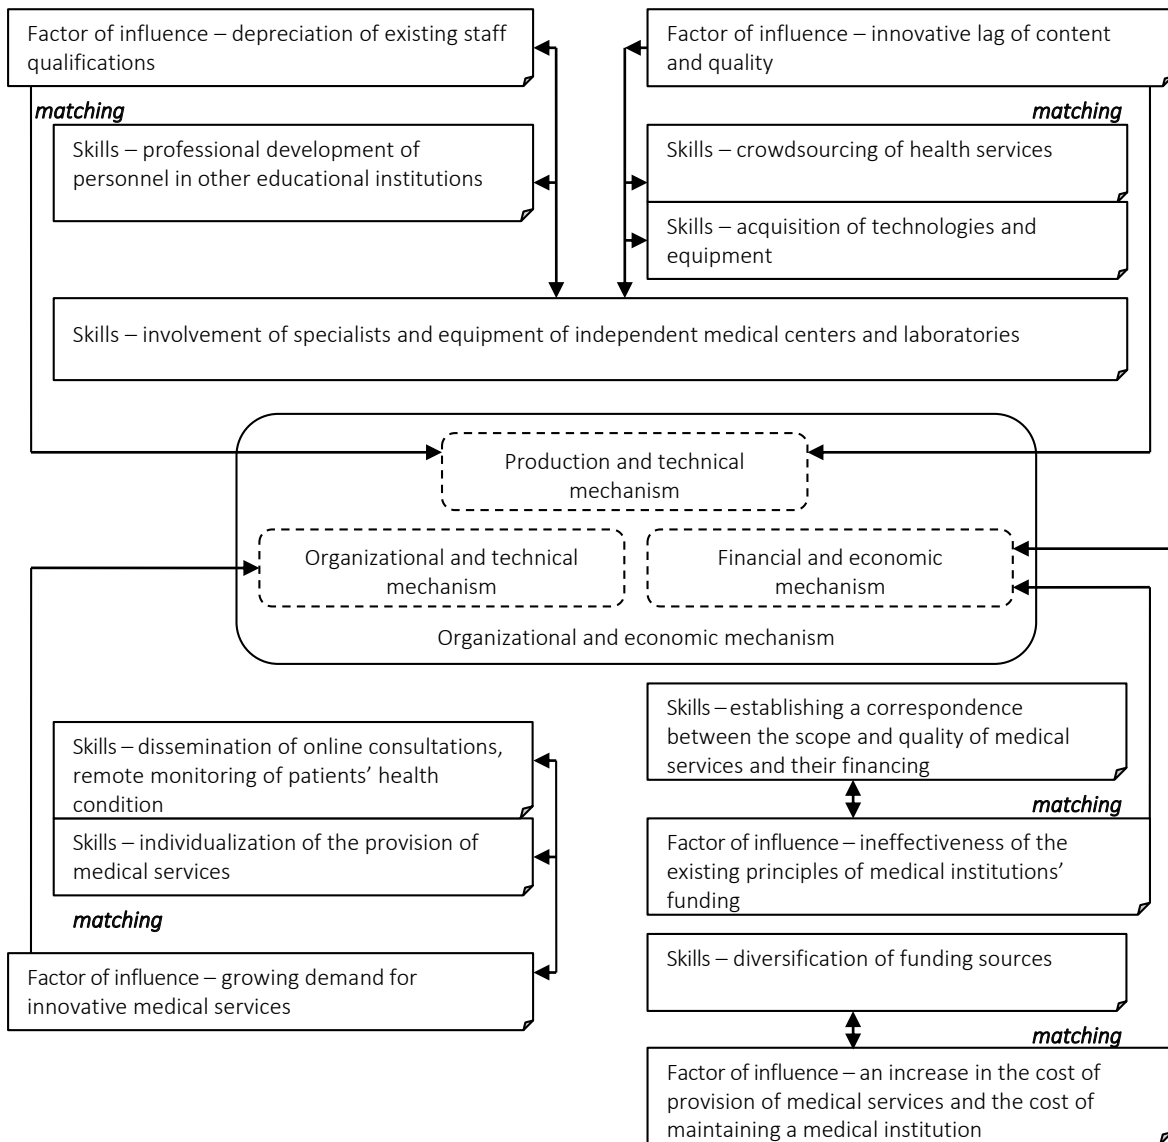 Factor of influence – depreciation of existing staff
qualifications
matching
Skills – professional development of
personnel in other educational institutions
Factor of influence – innovative lag of content
and quality
matching
Skills – crowdsourcing of health services
Skills – acquisition of technologies and
equipment
Skills – involvement of specialists and equipment of independent medical centers and laboratories
Production and technical
mechanism
Organizational and technical
mechanism
Financial and economic
mechanism
Organizational and economic mechanism
Skills – dissemination of online consultations,
remote monitoring of patients’ health
condition
Skills – individualization of the provision of
medical services
matching
Factor of influence – growing demand for
innovative medical services
Skills – establishing a correspondence
between the scope and quality of medical
services and their financing
matching
Factor of influence – ineffectiveness of the
existing principles of medical institutions’
funding
Skills – diversification of funding sources
matching
Factor of influence – an increase in the cost of
provision of medical services and the cost of
maintaining a medical institution